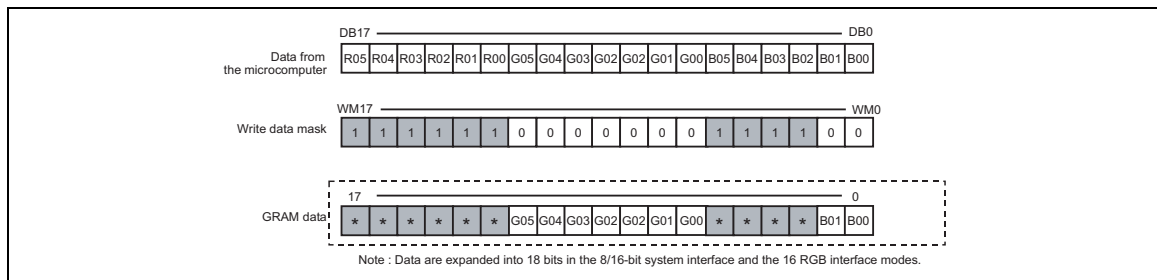 DB17 DB0
Data from
the microcomputer
R05 R04 R03 R02 R01 R00 G05 G04 G03 G02 G02 G01 G00 B05 B04 B03 B02 B01 B00
WM17 WM0
Write data mask 1 1 1 1 1 1 0 0 0 0 0 0 0 1 1 1 1 0 0
17 0
GRAM data * * * * * * G05 G04 G03 G02 G02 G01 G00 * * * * B01 B00
Note : Data are expanded into 18 bits in the 8/16-bit system interface and the 16 RGB interface modes.